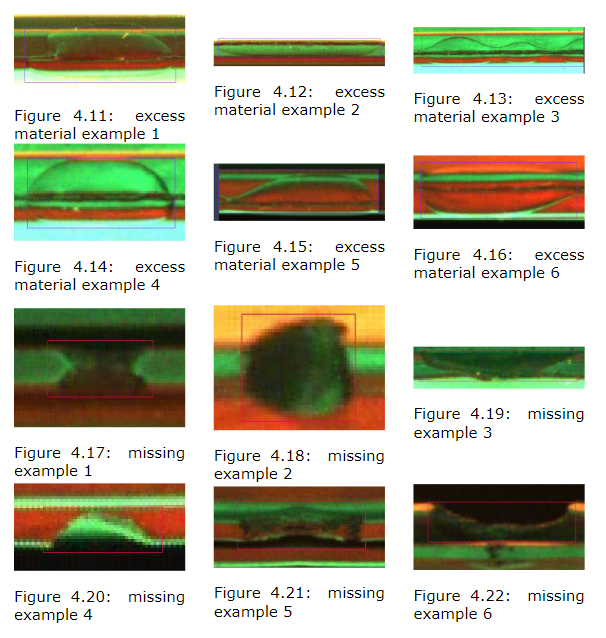 Figure 4.11: excess
material example 1
Figure 4.12: excess
material example 2
Figure 4.13: excess
material example 3
Figure 4.14: excess
material example 4
Figure 4.15: excess
material example 5
Figure 4.16: excess
material example 6
Figure 4.17: missing
example 1
Figure 4.18: missing
example 2
Figure 4.19: missing
example 3
Figure 4.20: missing
example 4
Figure 4.21: missing
example 5
Figure 4.22: missing
example 6